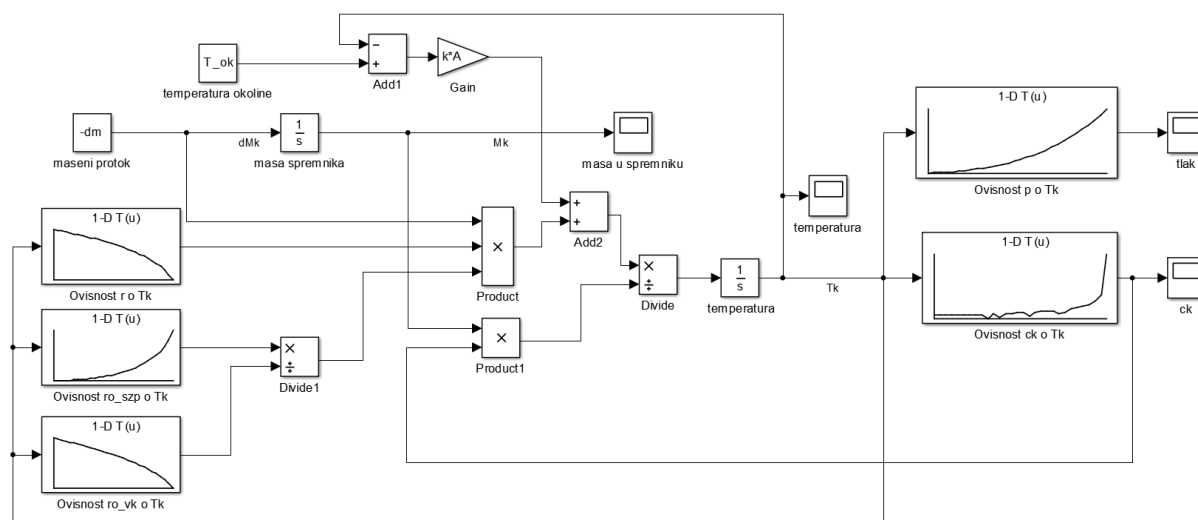 T_ok
temperatura okoline
−
+
Add1
k*A
Gain
-dm
maseni protok
dMk
1
s
masa spremnika
Mk
masa u spremniku
1-D T(u)
Ovisnost p o Tk
tlak
1-D T(u)
Ovisnost r o Tk
×
Product
+
+
Add2
temperatura
×
÷
Divide
1
s
temperatura
Tk
1-D T(u)
Ovisnost ck o Tk
ck
1-D T(u)
Ovisnost ro_szp o Tk
×
÷
Divide1
×
Product1
1-D T(u)
Ovisnost ro_vk o Tk